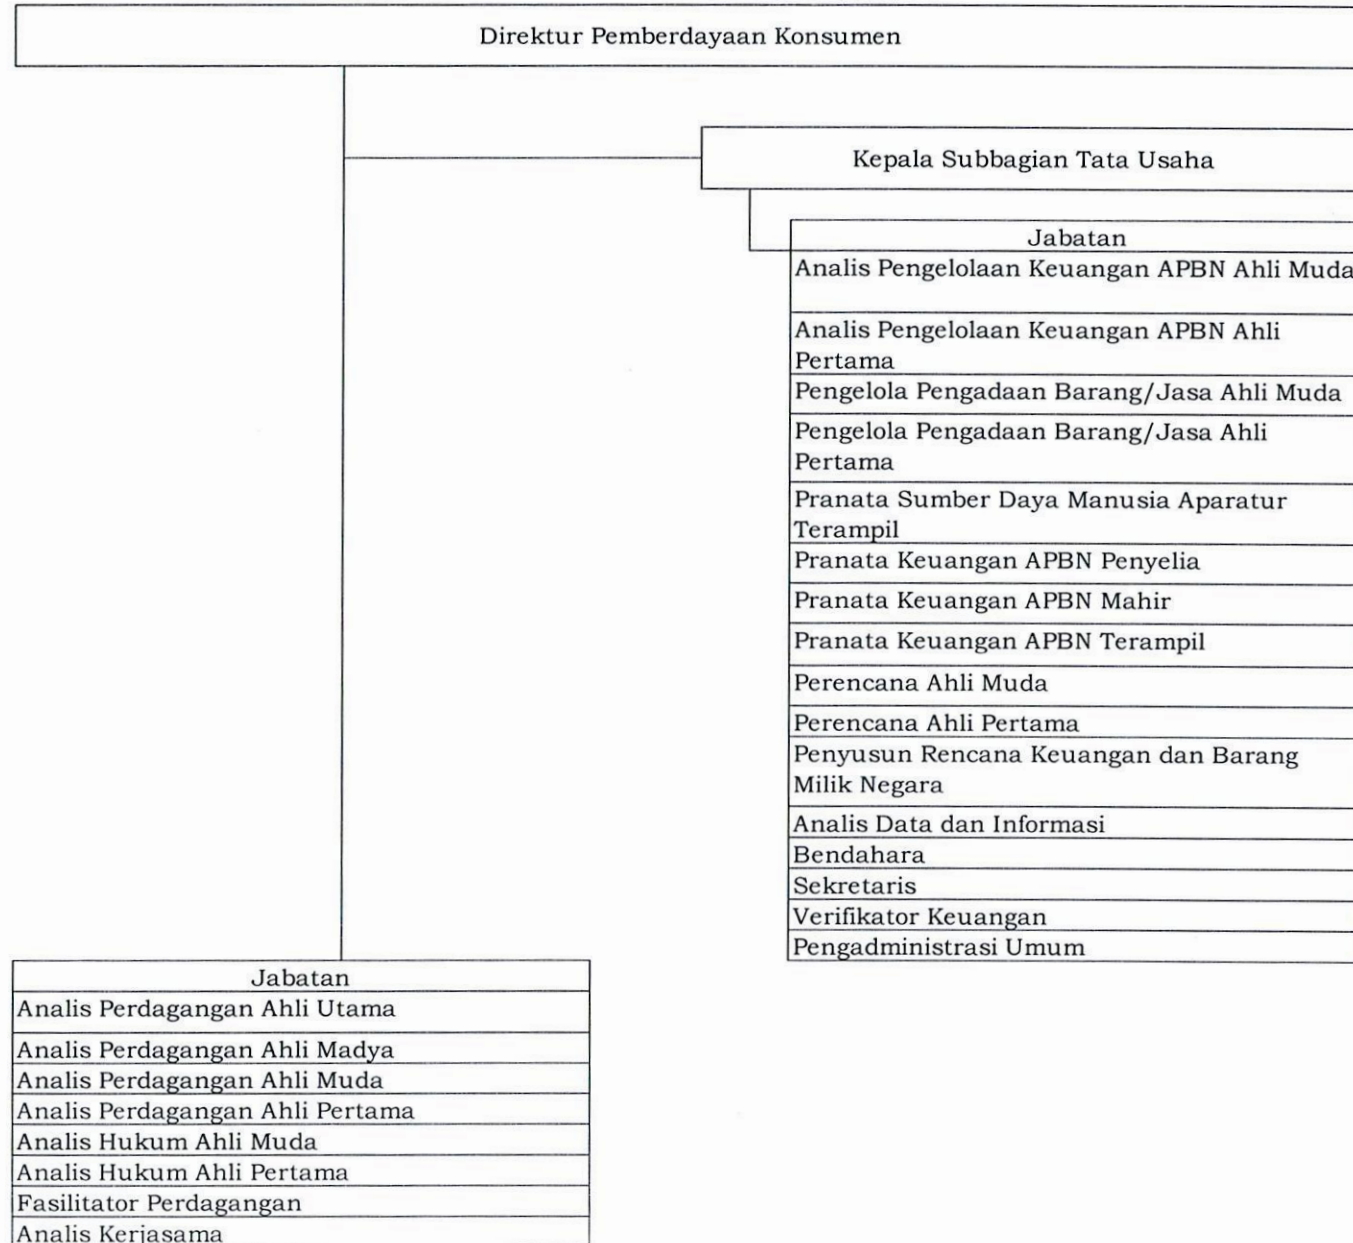 Direktur Pemberdayaan Konsumen
Kepala Subbagian Tata Usaha
Jabatan
Analis Pengelolaan Keuangan APBN Ahli Muda
Analis Pengelolaan Keuangan APBN Ahli
Pertama
Pengelola Pengadaan Barang/Jasa Ahli Muda
Pengelola Pengadaan Barang/Jasa Ahli
Pertama
Pranata Sumber Daya Manusia Aparatur
Terampil
Pranata Keuangan APBN Penyelia
Pranata Keuangan APBN Mahir
Pranata Keuangan APBN Terampil
Perencana Ahli Muda
Perencana Ahli Pertama
Penyusun Rencana Keuangan dan Barang
Milik Negara
Analis Data dan Informasi
Bendahara
Sekretaris
Verifikator Keuangan
Pengadministrasi Umum
Jabatan
Analis Perdagangan Ahli Utama
Analis Perdagangan Ahli Madya
Analis Perdagangan Ahli Muda
Analis Perdagangan Ahli Pertama
Analis Hukum Ahli Muda
Analis Hukum Ahli Pertama
Fasilitator Perdagangan
Analis Kerjasama